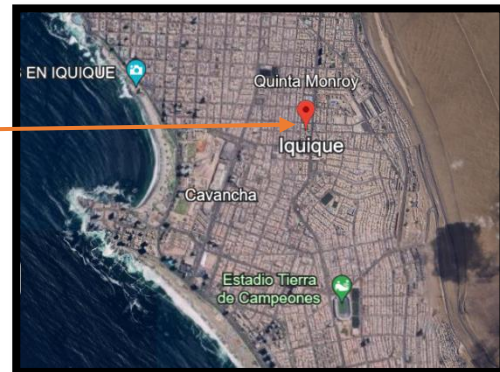 S EN IQUIQUE
Quinta Monroy
Iquique
Cavancha
Estadio Tierra
de Campeones